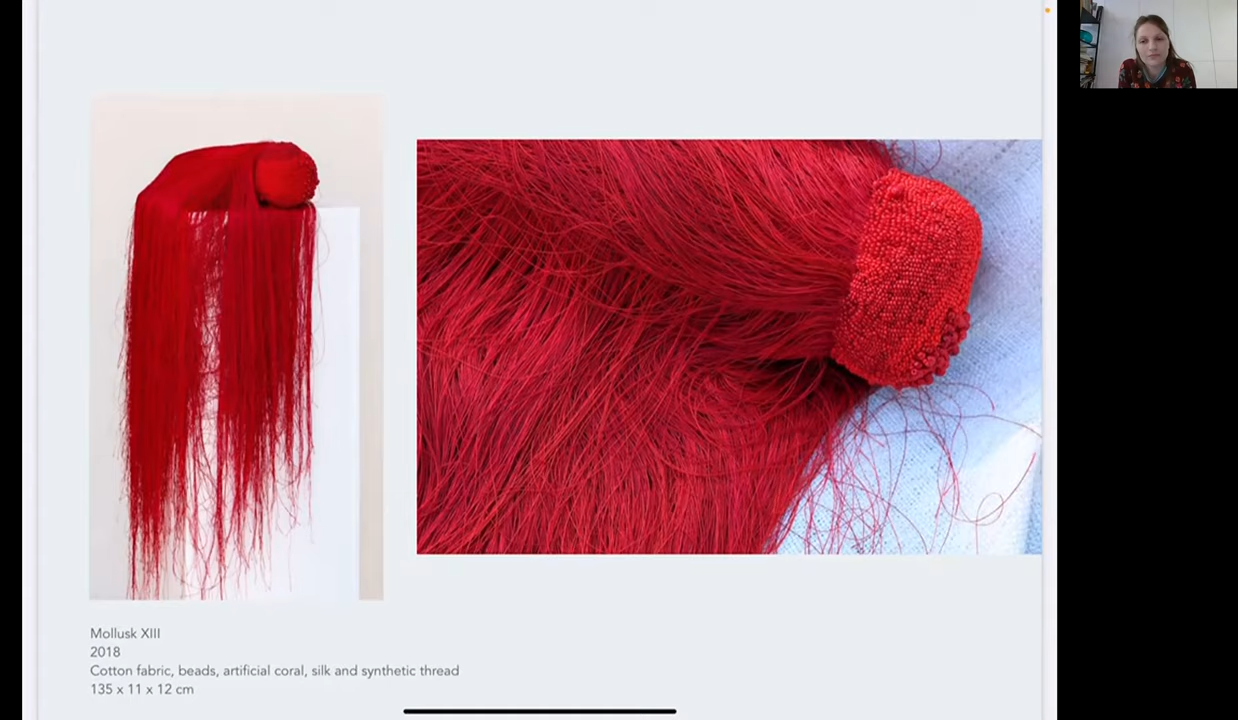 Mollusk XIII
2018
Cotton fabric, beads, artificial coral, silk and synthetic thread
135 x 11 x 12 cm